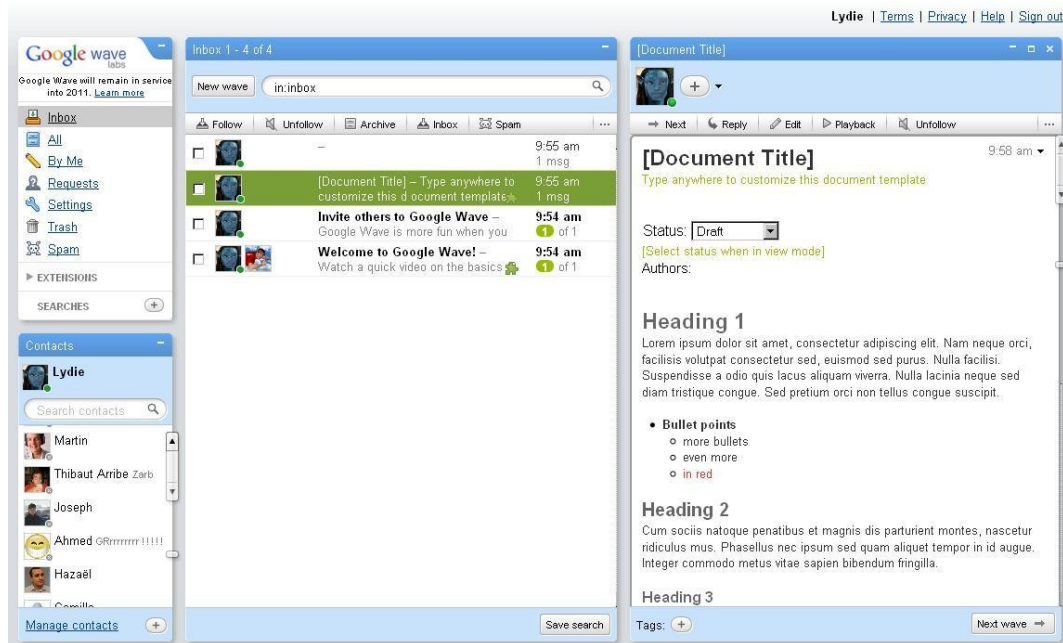 Lydie | Terms | Privacy | Help | Sign out
Google wave
labs
Google Wave will remain in service
into 2011. Learn more
Inbox
All
By Me
Requests
Settings
Trash
Spam
EXTENSIONS
SEARCHES
Contacts
Lydie
Search contacts
Martin
Thibaut Arribe Zarb
Joseph
Ahmed GRrrrrrrr !!!!!
Hazaël
Camille
Manage contacts
Inbox 1 - 4 of 4
New wave
in:inbox
Follow Unfollow Archive Inbox Spam ...
– 9:55 am
1 msg
[Document Title] – Type anywhere to 9:55 am
customize this d ocument template 1 msg
Invite others to Google Wave – 9:54 am
Google Wave is more fun when you 1 of 1
Welcome to Google Wave! – 9:54 am
Watch a quick video on the basics 1 of 1
Save search
[Document Title]
Next Reply Edit Playback Unfollow ...
[Document Title] 9:58 am
Type anywhere to customize this document template
Status: Draft
[Select status when in view mode]
Authors:
Heading 1
Lorem ipsum dolor sit amet, consectetur adipiscing elit. Nam neque orci,
facilisis volutpat consectetur sed, euismod sed purus. Nulla facilisi.
Suspendisse a odio quis lacus aliquam viverra. Nulla lacinia neque sed
diam tristique congue. Sed pretium orci non tellus congue suscipit.
• Bullet points
o more bullets
o even more
o in red
Heading 2
Cum sociis natoque penatibus et magnis dis parturient montes, nascetur
ridiculus mus. Phasellus nec ipsum sed quam aliquet tempor in id augue.
Integer commodo metus vitae sapien bibendum fringilla.
Heading 3
Tags:
Next wave